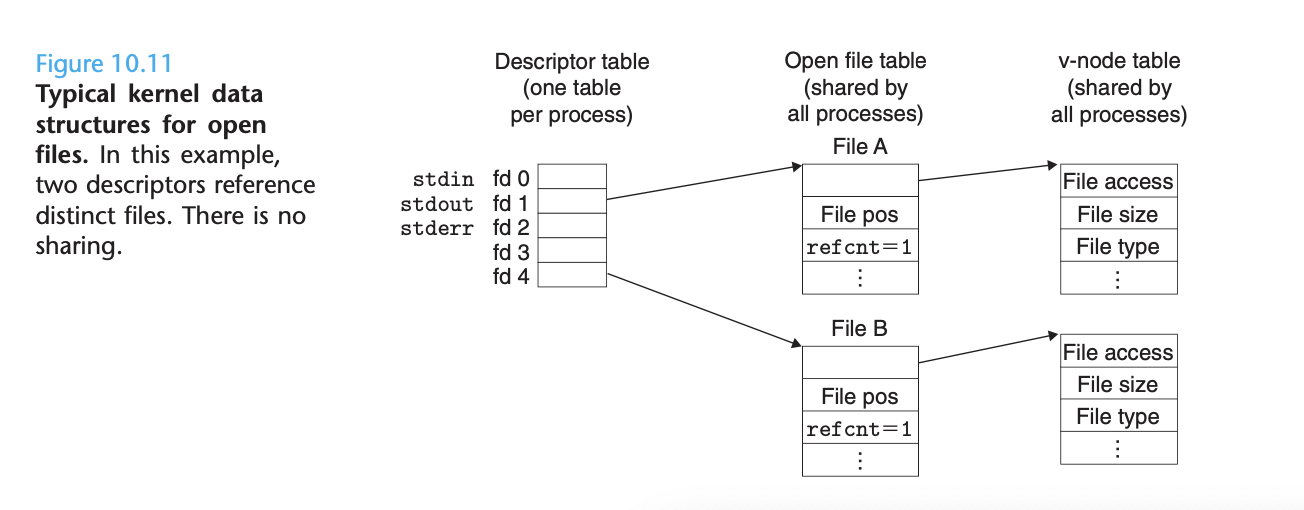 Figure 10.11
Typical kernel data
structures for open
files. In this example,
two descriptors reference
distinct files. There is no
sharing.
Descriptor table
(one table
per process)
stdin fd 0
stdout fd 1
stderr fd 2
fd 3
fd 4
Open file table
(shared by
all processes)
File A
File pos
refcnt=1
⋮
File B
File pos
refcnt=1
⋮
v-node table
(shared by
all processes)
File access
File size
File type
⋮
File access
File size
File type
⋮